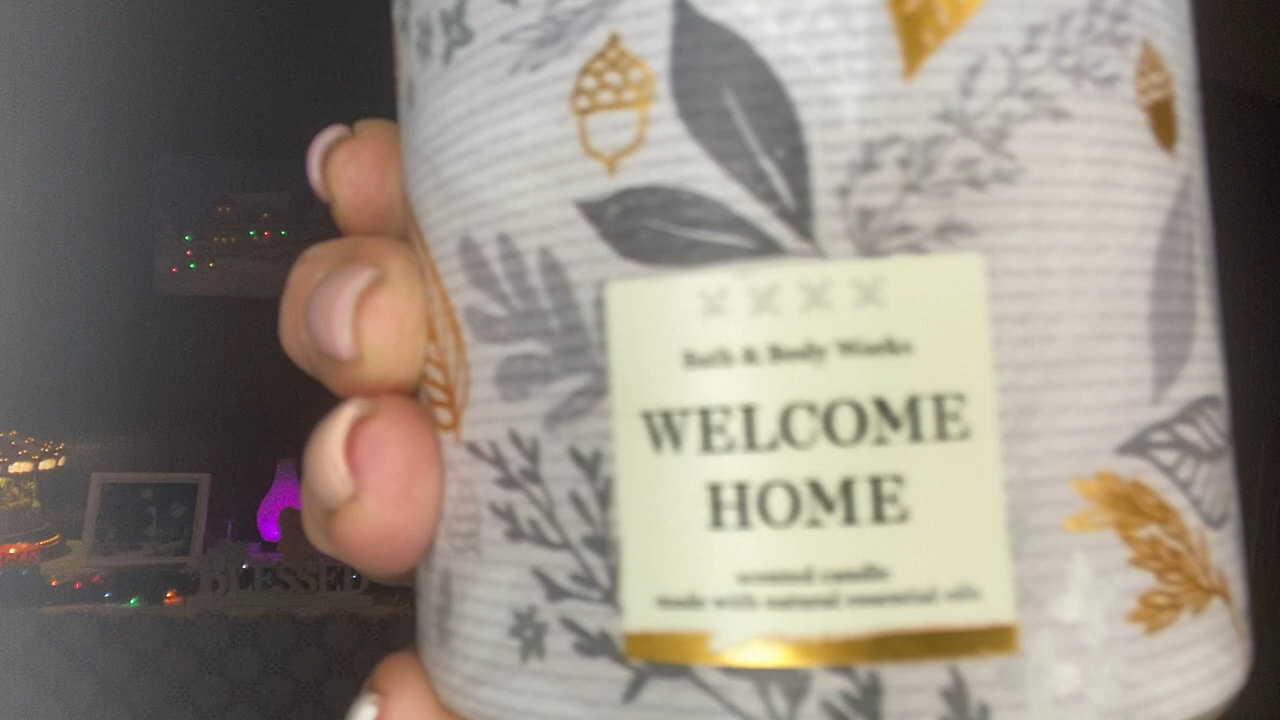 Bath & Body Works
WELCOME
HOME
scented candle
made with natural essential oils
BLESSED